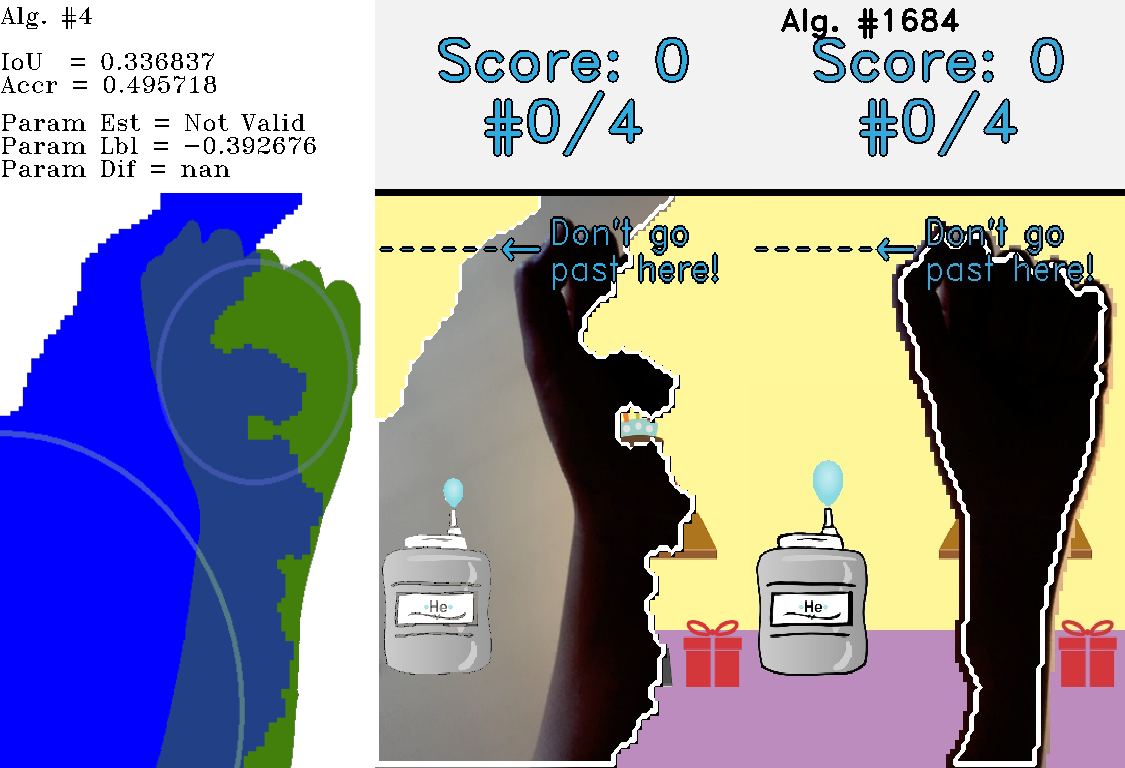 Alg. #4
IoU = 0.336837
Accr = 0.495718
Param Est = Not Valid
Param Lbl = −0.392676
Param Dif = nan
Score: 0
#0/4
Don't go
past here!
He
Alg. #1684
Score: 0
#0/4
Don't go
past here!
He